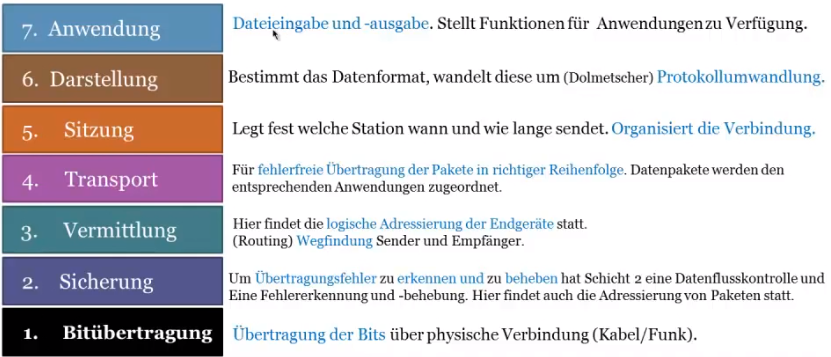 7. Anwendung
Dateieingabe und -ausgabe. Stellt Funktionen für Anwendungen zu Verfügung.
6. Darstellung
Bestimmt das Datenformat, wandelt diese um (Dolmetscher) Protokollumwandlung.
5. Sitzung
Legt fest welche Station wann und wie lange sendet. Organisiert die Verbindung.
4. Transport
Für fehlerfreie Übertragung der Pakete in richtiger Reihenfolge. Datenpakete werden den
entsprechenden Anwendungen zugeordnet.
3. Vermittlung
Hier findet die logische Adressierung der Endgeräte statt.
(Routing) Wegfindung Sender und Empfänger.
2. Sicherung
Um Übertragungsfehler zu erkennen und zu beheben hat Schicht 2 eine Datenflusskontrolle und
Eine Fehlererkennung und -behebung. Hier findet auch die Adressierung von Paketen statt.
1. Bitübertragung
Übertragung der Bits über physische Verbindung (Kabel/Funk).